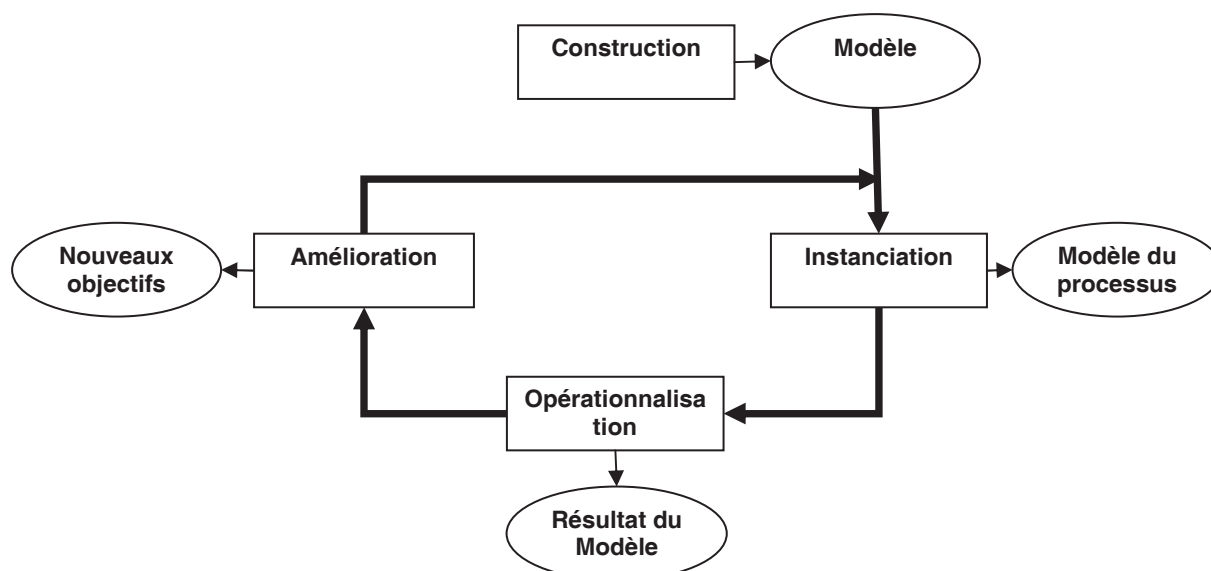 Construction
Modèle
Nouveaux
objectifs
Amélioration
Instanciation
Modèle du
processus
Opérationnalisa
tion
Résultat du
Modèle